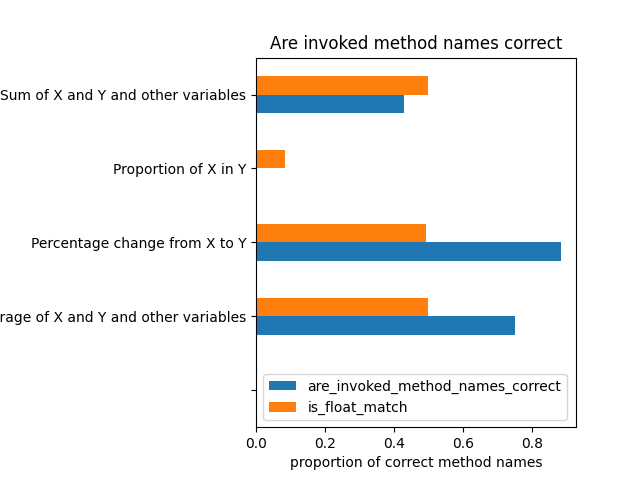 Are invoked method names correct
Sum of X and Y and other variables
Proportion of X in Y
Percentage change from X to Y
rage of X and Y and other variables
are_invoked_method_names_correct
is_float_match
0.0 0.2 0.4 0.6 0.8
proportion of correct method names